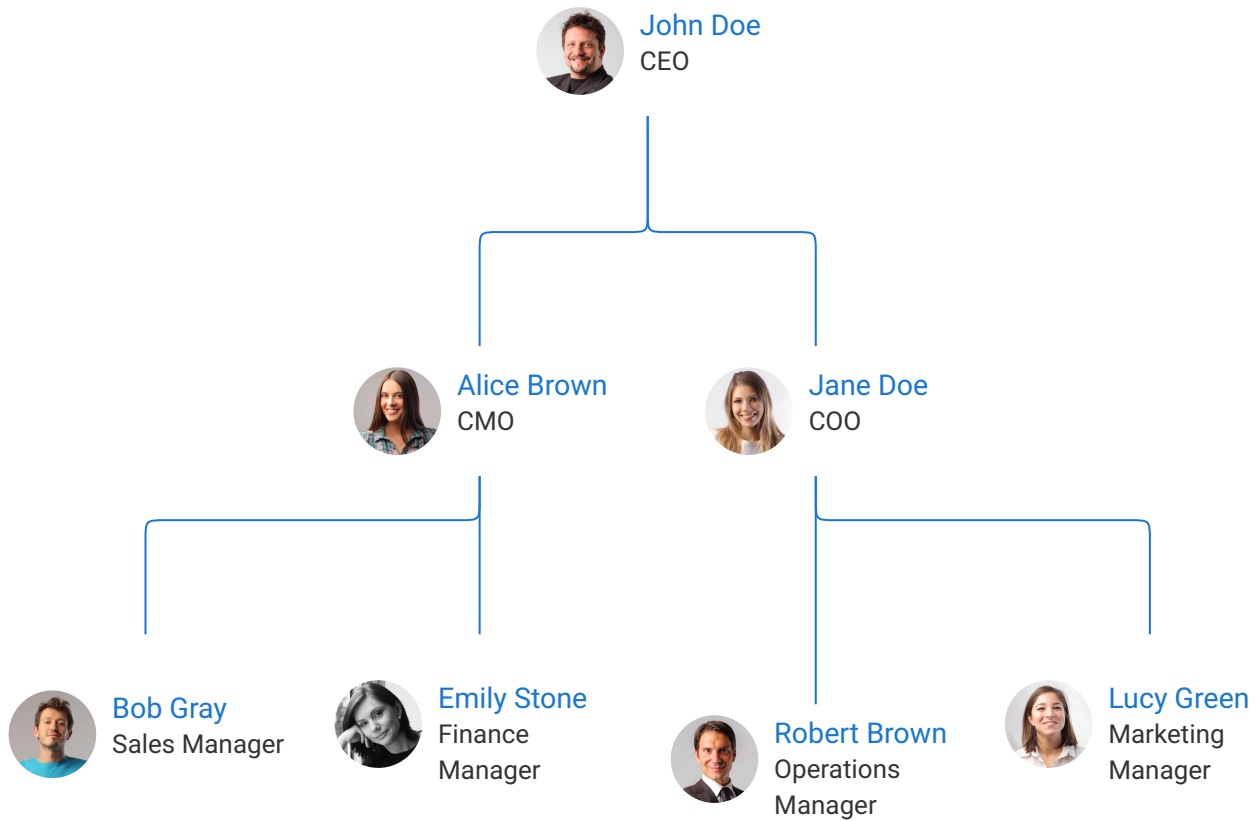 John Doe
CEO
Alice Brown
CMO
Jane Doe
COO
Bob Gray
Sales Manager
Emily Stone
Finance
Manager
Robert Brown
Operations
Manager
Lucy Green
Marketing
Manager